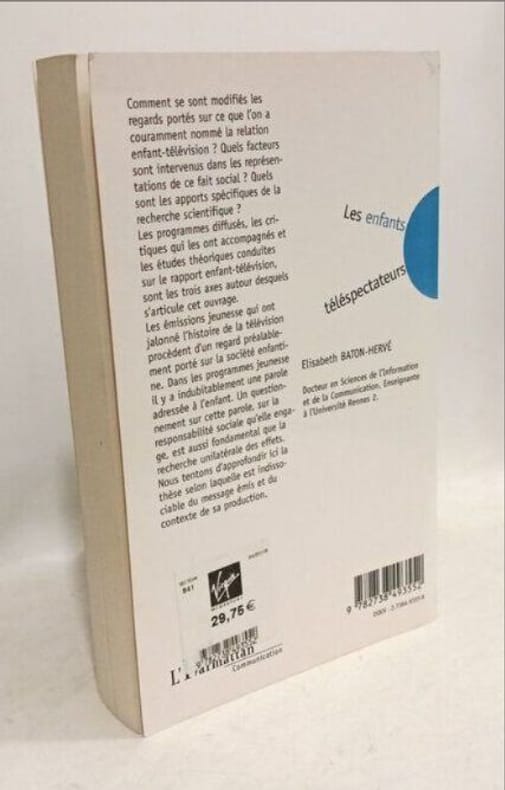 Comment se sont modifiés les
regards portés sur ce que l'on a
couramment nommé la relation
enfant-télévision ? Quels facteurs
sont intervenus dans les représen-
tations de ce fait social ? Quels
sont les apports spécifiques de la
recherche scientifique ?
Les programmes diffusés, les cri-
tiques qui les ont accompagnés et
les études théoriques conduites
sur le rapport enfant-télévision,
sont les trois axes autour desquels
s'articule cet ouvrage.
Les émissions jeunesse qui ont
jalonné l'histoire de la télévision
procèdent d'un regard préalable-
ment porté sur la société enfanti-
ne. Dans les programmes jeunesse
il y a indubitablement une parole
adressée à l'enfant. Un question-
nement sur cette parole, sur la
responsabilité sociale qu'elle enga-
ge, est aussi fondamental que la
recherche unilatérale des effets.
Nous tentons d'approfondir ici la
thèse selon laquelle est indisso-
ciable du message émis et du
contexte de sa production.
Les enfants
téléspectateurs
Elisabeth BATON-HERVÉ
Docteur en Sciences de l'Information
et de la Communication, Enseignante
à l'Université Rennes 2.
841
Virgin
29,75 €
L'Harmattan
Communication
9 782738 493552